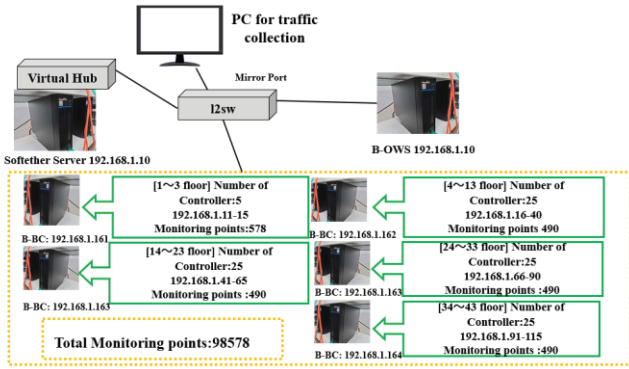 PC for traffic
collection
Virtual Hub
Mirror Port
l2sw
Softether Server 192.168.1.10
B-OWS 192.168.1.10
[1～3 floor] Number of
Controller:5
192.168.1.11-15
Monitoring points:578
B-BC: 192.168.1.161
[4～13 floor] Number of
Controller:25
192.168.1.16-40
Monitoring points 490
B-BC: 192.168.1.162
[14～23 floor] Number of
Controller:25
192.168.1.41-65
Monitoring points :490
B-BC: 192.168.1.163
[24～33 floor] Number of
Controller:25
192.168.1.66-90
Monitoring points :490
B-BC: 192.168.1.163
[34～43 floor] Number of
Controller:25
192.168.1.91-115
Monitoring points :490
B-BC: 192.168.1.164
Total Monitoring points:98578